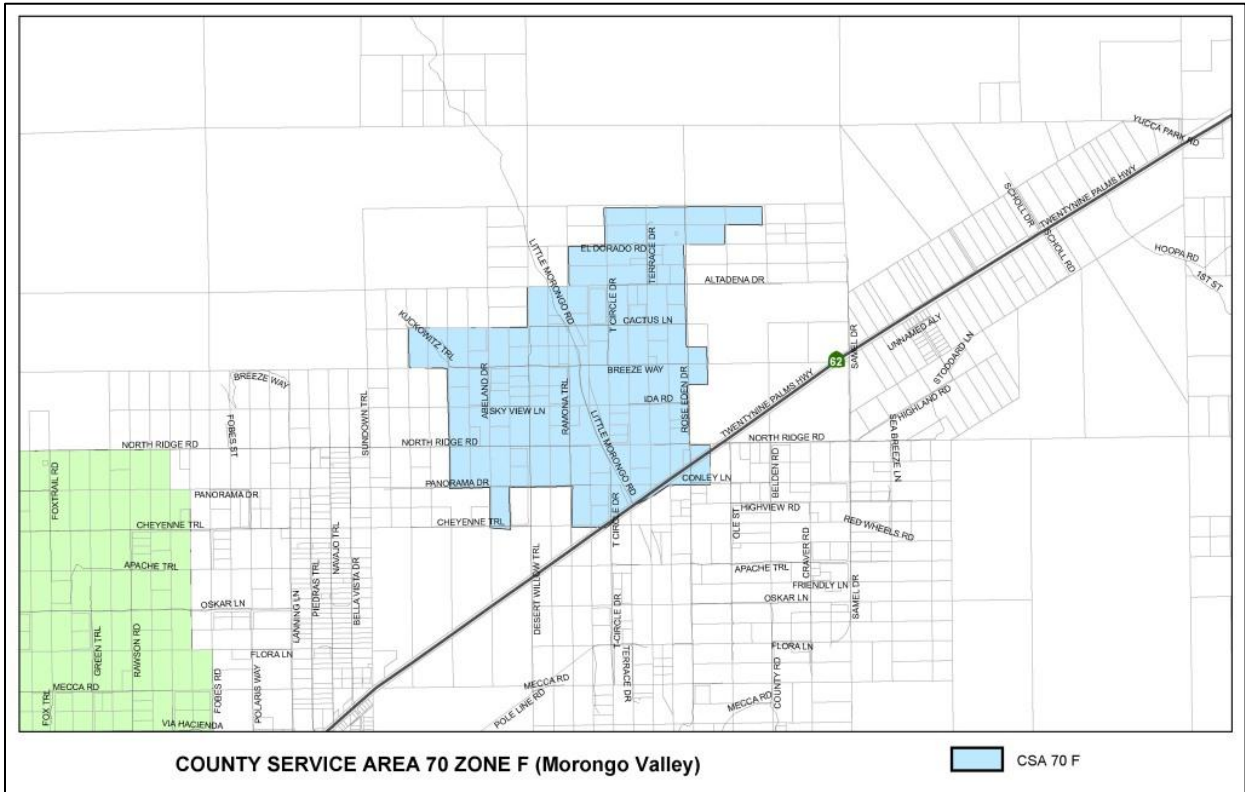 YUCCA PARK RD
SCHOLL DR
TWENTYNINE PALMS HWY
SCHOLL RD
HOOPA RD
1ST ST
TERRACE DR
EL DORADO RD
LITTLE MORONGO RD
ALTADENA DR
T CIRCLE DR
CACTUS LN
KUCKOWITZ TRL
UNNAMED ALY
SAMEL DR
STODDARD LN
62
BREEZE WAY
BREEZE WAY
ABELAND DR
RAMONA TRL
IDA RD
ROSE EDEN DR
TWENTYNINE PALMS HWY
HIGHLAND RD
SKY VIEW LN
SUNDOWN TRL
FOBES ST
LITTLE MORONGO RD
SEA BREEZE LN
NORTH RIDGE RD
NORTH RIDGE RD
NORTH RIDGE RD
FOXTRAIL RD
PANORAMA DR
PANORAMA DR
CONLEY LN
BELDEN RD
HIGHVIEW RD
CHEYENNE TRL
CHEYENNE TRL
T CIRCLE DR
OLE ST
RED WHEELS RD
NAVAJO TRL
CRAVER RD
APACHE TRL
PIEDRAS TRL
BELLA VISTA DR
DESERT WILLOW TRL
APACHE TRL
FRIENDLY LN
OSKAR LN
OSKAR LN
LANNING LN
T-CIRCLE DR
SAMEL DR
GREEN TRL
RAWSON RD
FLORA LN
FLORA LN
TERRACE DR
MECCA RD
FOBES RD
POLARIS WAY
MECCA RD
POLE LINE RD
MECCA RD
COUNTY RD
FOX TRL
VIA HACIENDA
COUNTY SERVICE AREA 70 ZONE F (Morongo Valley)
CSA 70 F